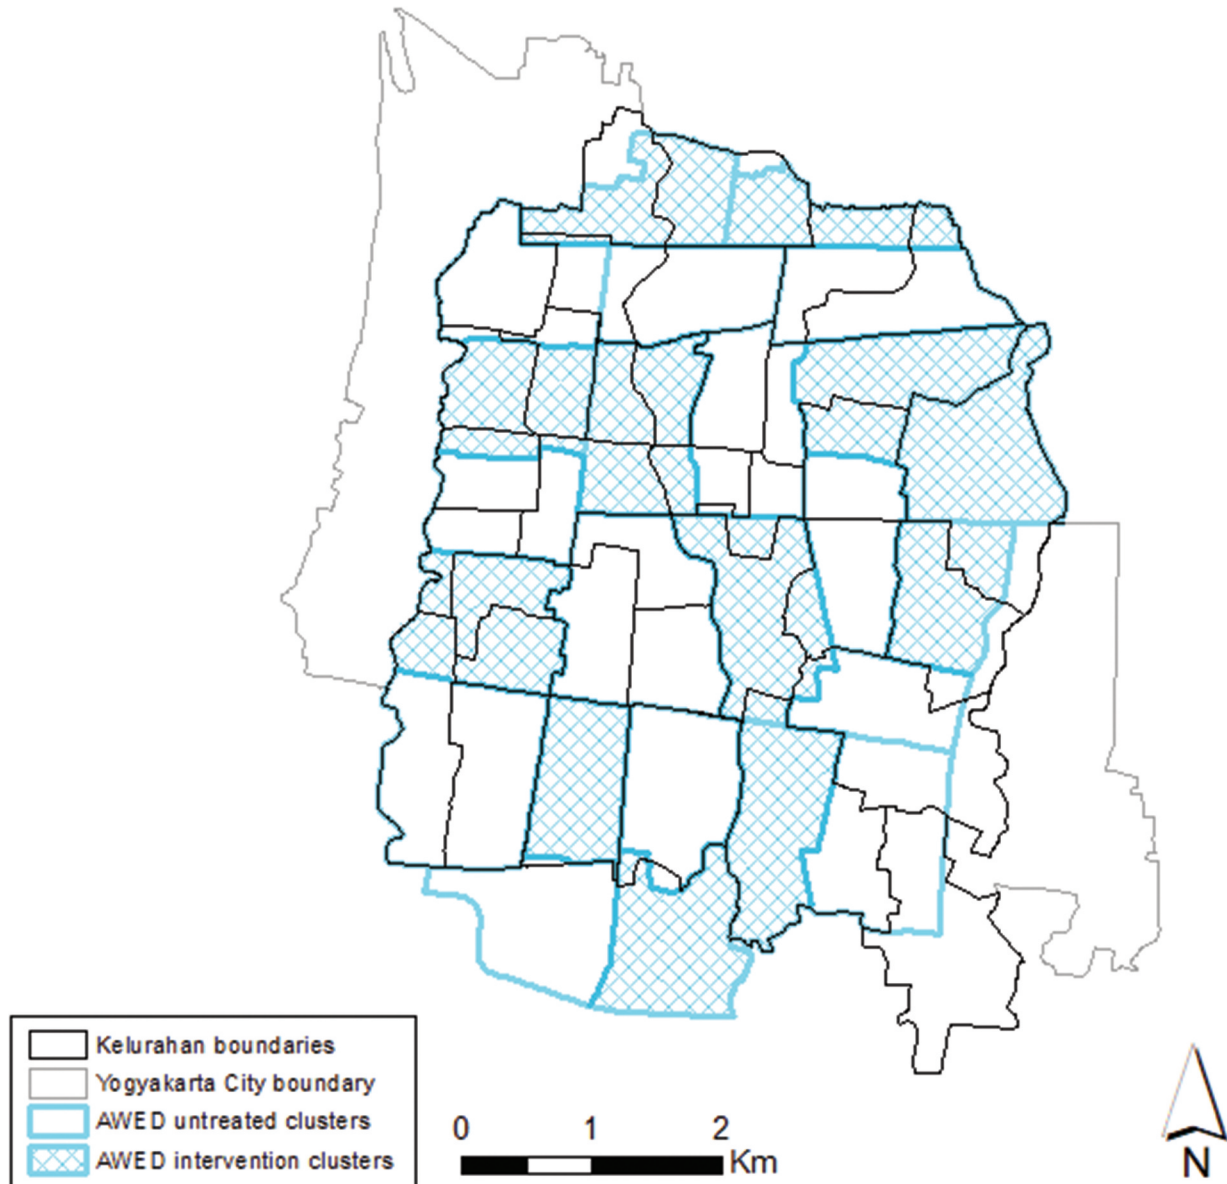 Kelurahan boundaries
Yogyakarta City boundary
AWED untreated clusters
AWED intervention clusters
0 1 2
Km
N